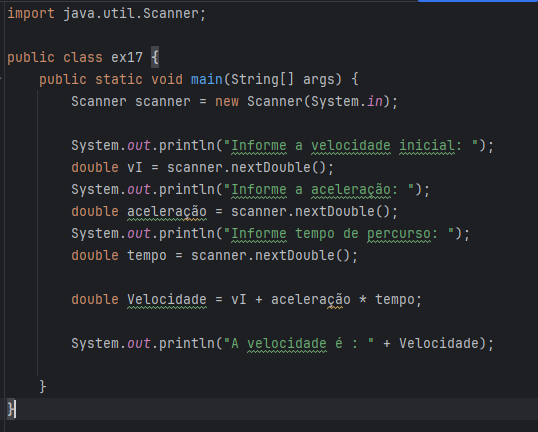 import java.util.Scanner;
public class ex17 {
public static void main(String[] args) {
Scanner scanner = new Scanner(System.in);
System.out.println("Informe a velocidade inicial: ");
double vI = scanner.nextDouble();
System.out.println("Informe a aceleração: ");
double aceleração = scanner.nextDouble();
System.out.println("Informe tempo de percurso: ");
double tempo = scanner.nextDouble();
double Velocidade = vI + aceleração * tempo;
System.out.println("A velocidade é : " + Velocidade);
}
}